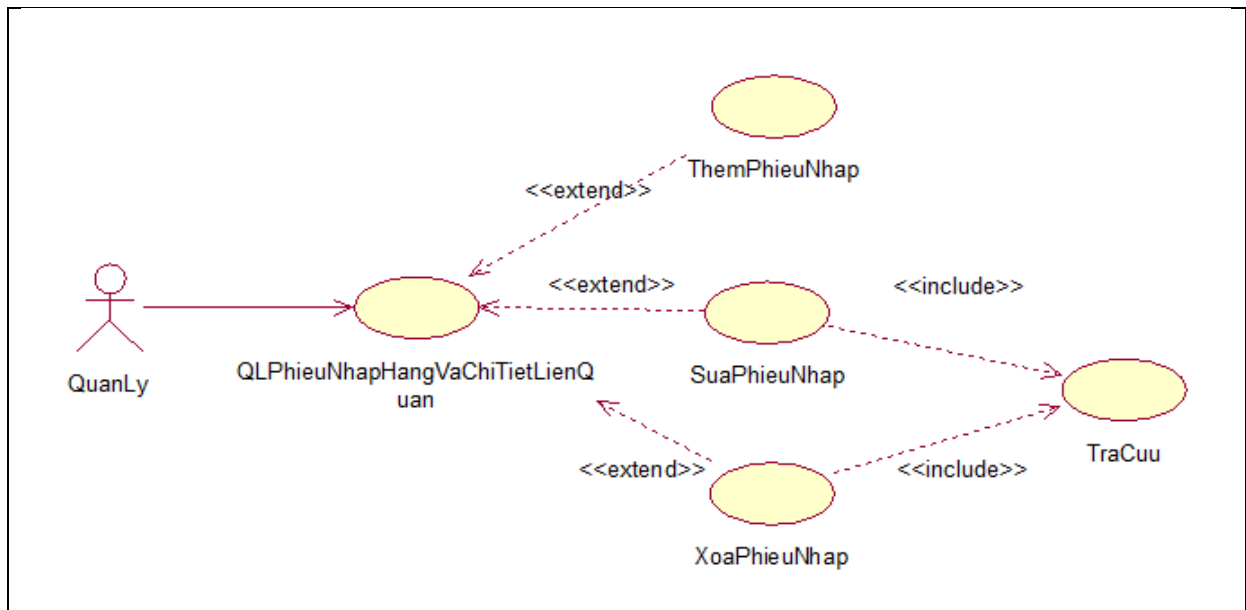 ThemPhieuNhap
<<extend>>
<<extend>>
<<include>>
QuanLy
QLPhieuNhapHangVaChiTietLienQ
uan
SuaPhieuNhap
TraCuu
<<extend>>
<<include>>
XoaPhieuNhap